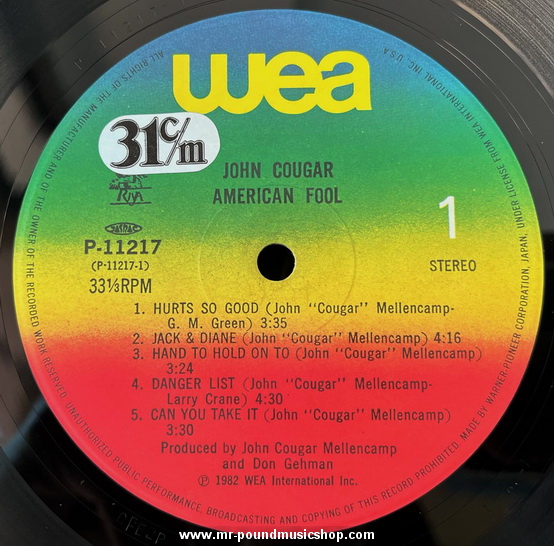 wea
31c/m
JOHN COUGAR
AMERICAN FOOL
Riva
JASRAC
P-11217
(P-11217-1)
33⅓RPM
1
STEREO
1. HURTS SO GOOD (John "Cougar" Mellencamp-
G. M. Green) 3:35
2. JACK & DIANE (John "Cougar" Mellencamp) 4:16
3. HAND TO HOLD ON TO (John "Cougar" Mellencamp)
3:24
4. DANGER LIST (John "Cougar" Mellencamp-
Larry Crane) 4:30
5. CAN YOU TAKE IT (John "Cougar" Mellencamp)
3:30
Produced by John Cougar Mellencamp
and Don Gehman
℗ 1982 WEA International Inc.
ALL RIGHTS OF THE MANUFACTURER AND OF THE OWNER OF THE RECORDED WORK RESERVED. UNAUTHORIZED PUBLIC PERFORMANCE, BROADCASTING AND COPYING OF THIS RECORD PROHIBITED. MADE BY WARNER-PIONEER CORPORATION, JAPAN, UNDER LICENSE FROM WEA INTERNATIONAL INC. U.S.A.
www.mr-poundmusicshop.com